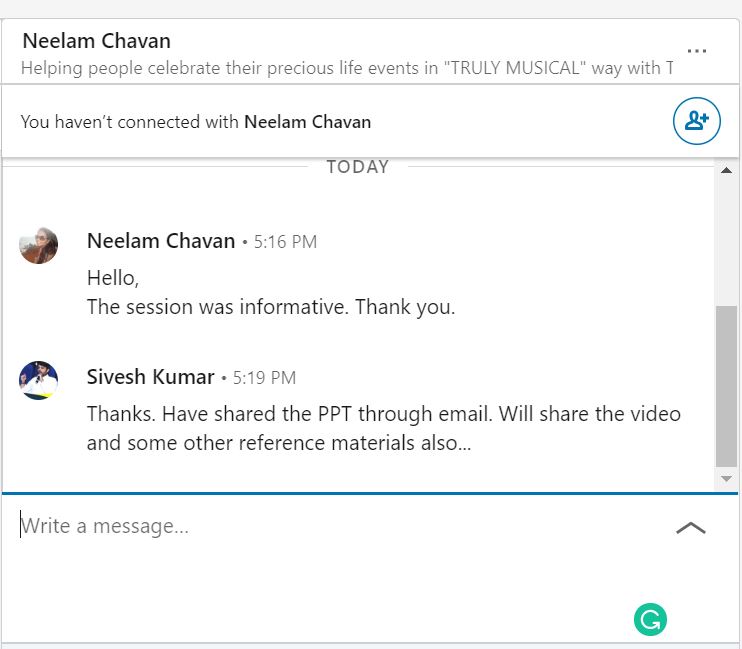 Neelam Chavan
Helping people celebrate their precious life events in "TRULY MUSICAL" way with T
You haven't connected with Neelam Chavan
TODAY
Neelam Chavan • 5:16 PM
Hello,
The session was informative. Thank you.
Sivesh Kumar • 5:19 PM
Thanks. Have shared the PPT through email. Will share the video
and some other reference materials also...
Write a message...